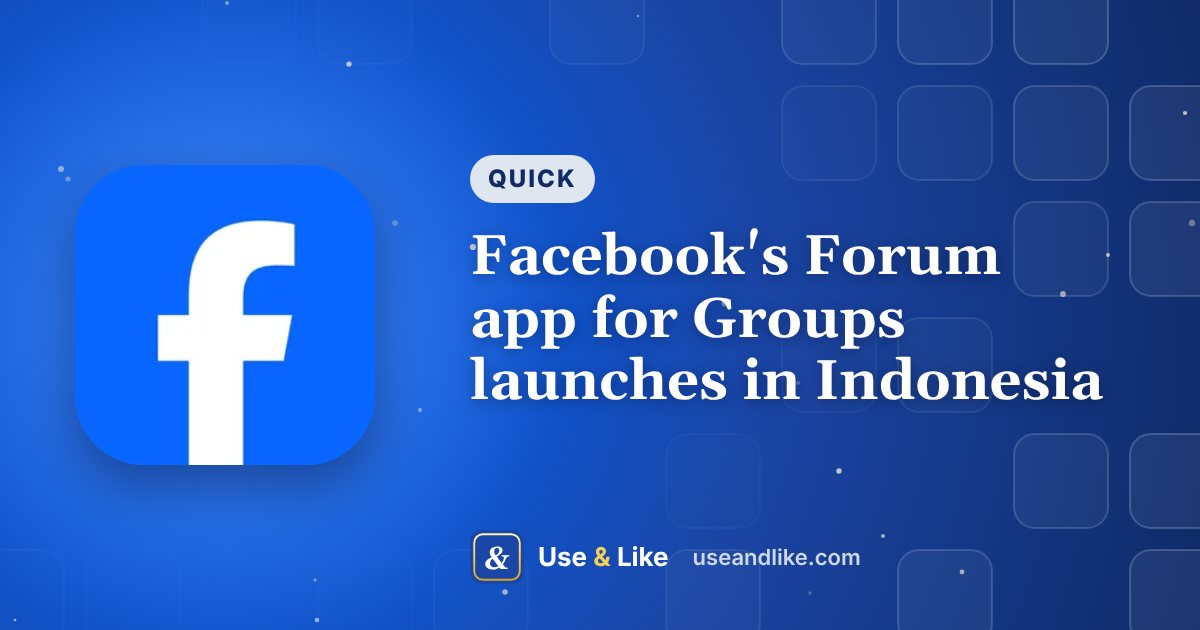 QUICK
Facebook's Forum
app for Groups
launches in Indonesia
& Use & Like useandlike.com